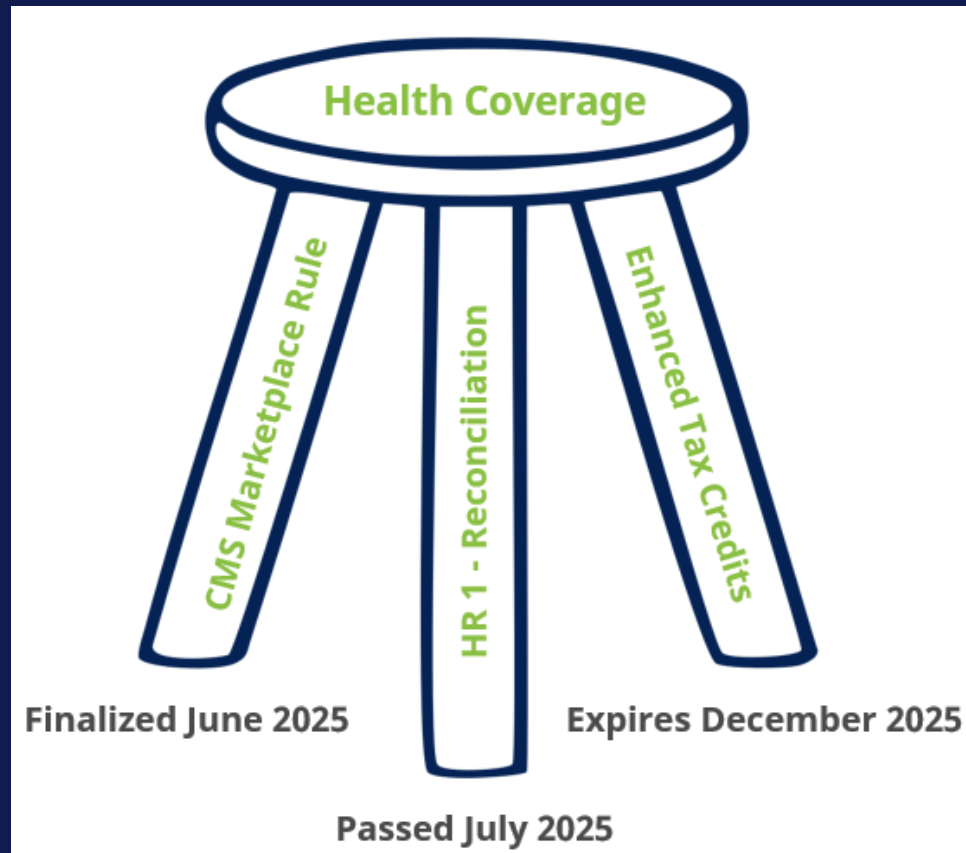 Health Coverage
CMS Marketplace Rule
HR 1 - Reconciliation
Enhanced Tax Credits
Finalized June 2025
Expires December 2025
Passed July 2025